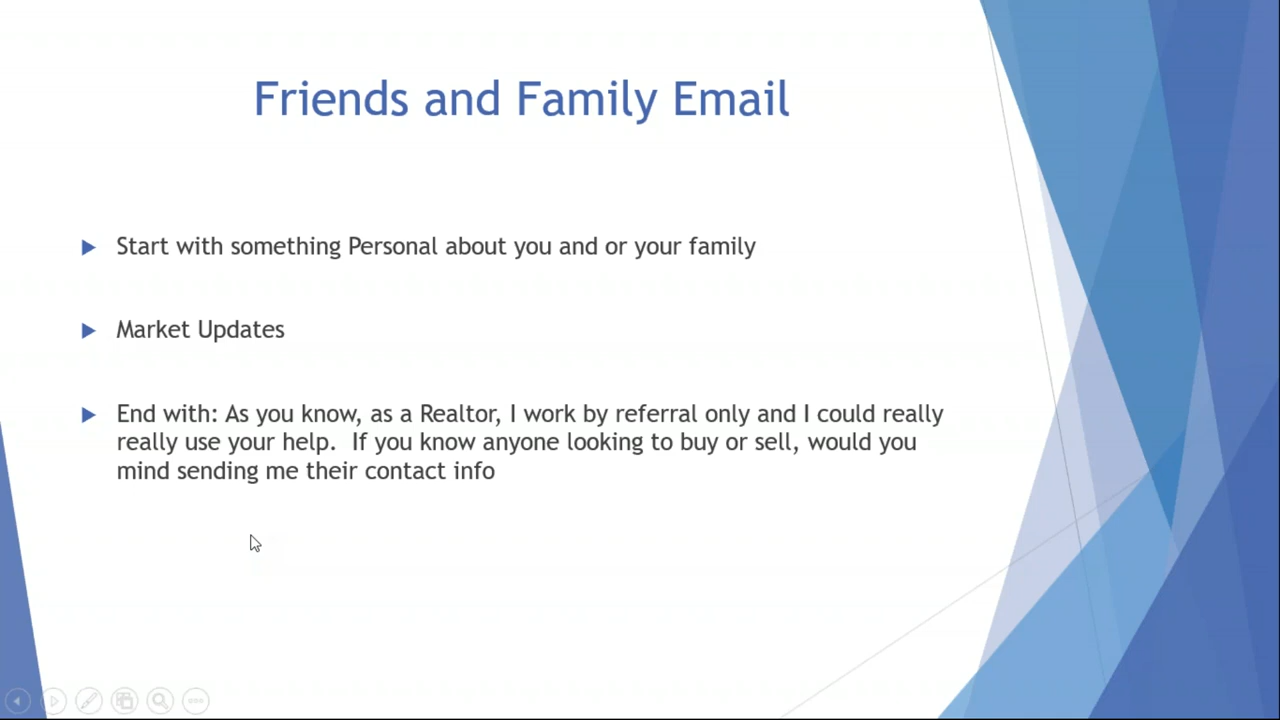 Friends and Family Email
Start with something Personal about you and or your family
Market Updates
End with: As you know, as a Realtor, I work by referral only and I could really
really use your help.  If you know anyone looking to buy or sell, would you
mind sending me their contact info